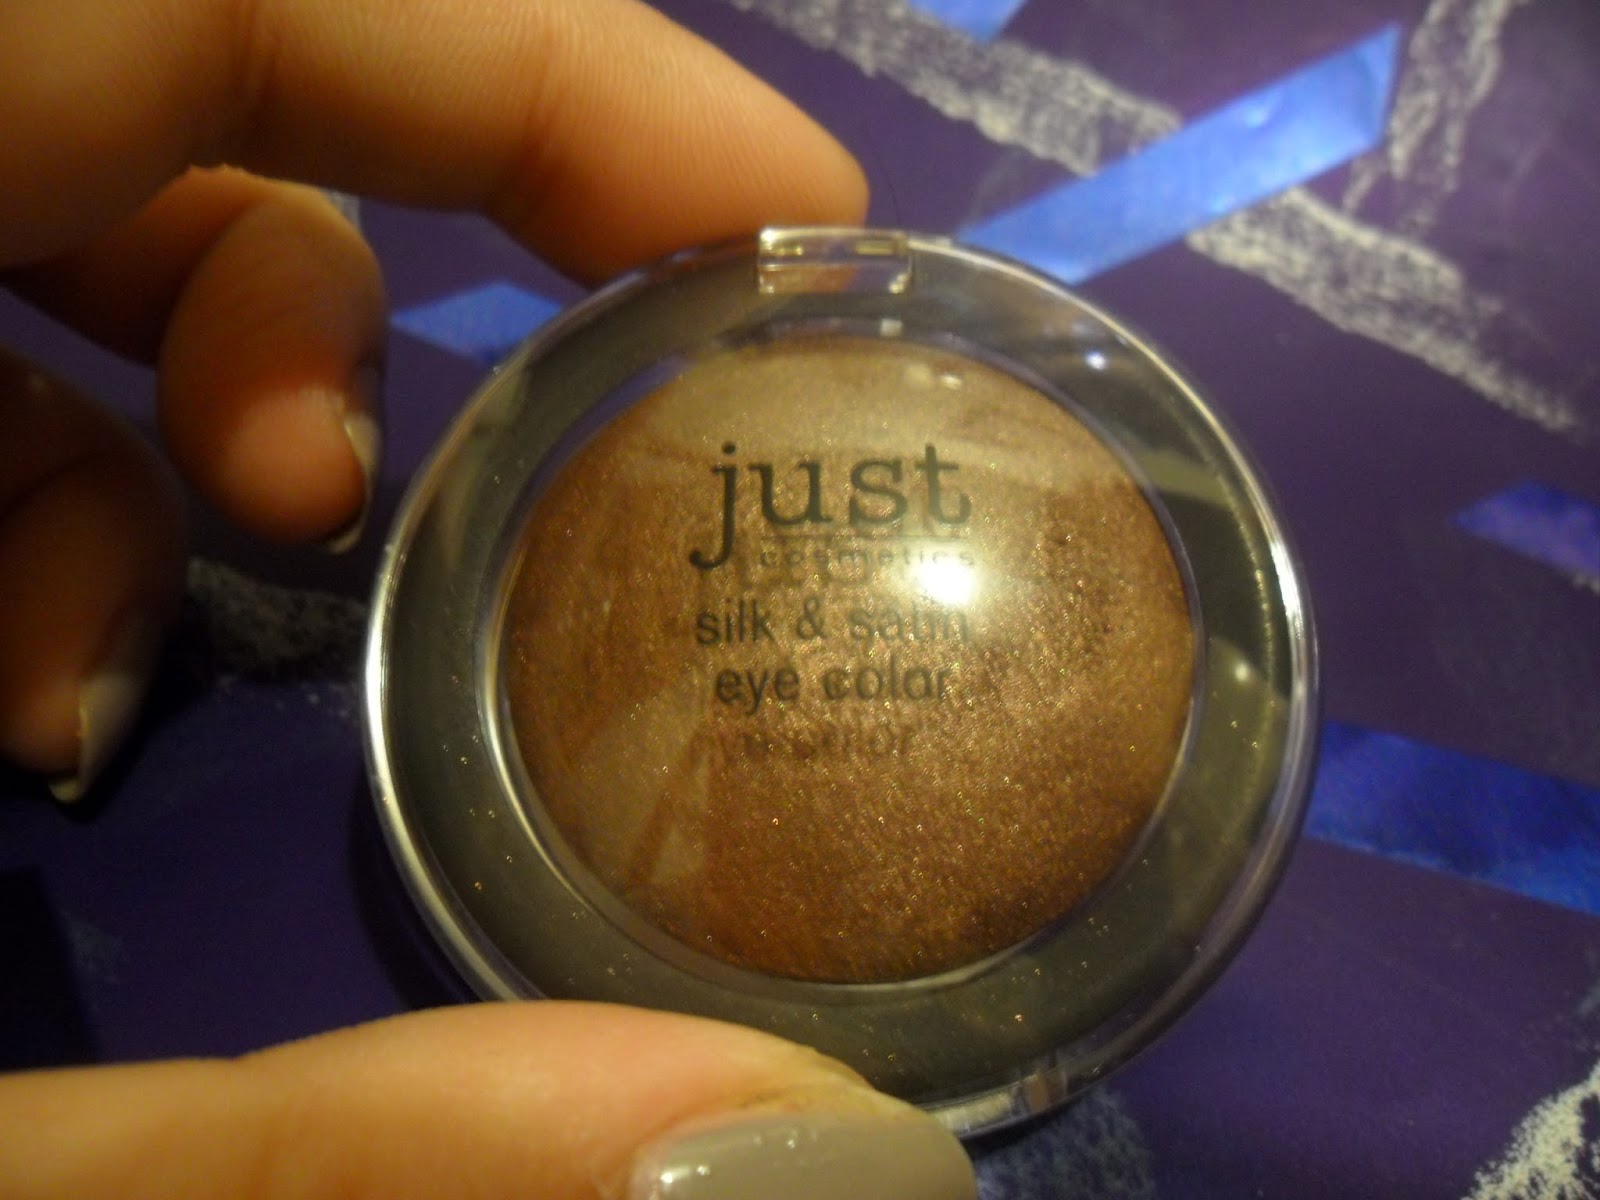 just
cosmetics
silk & satin
eye color